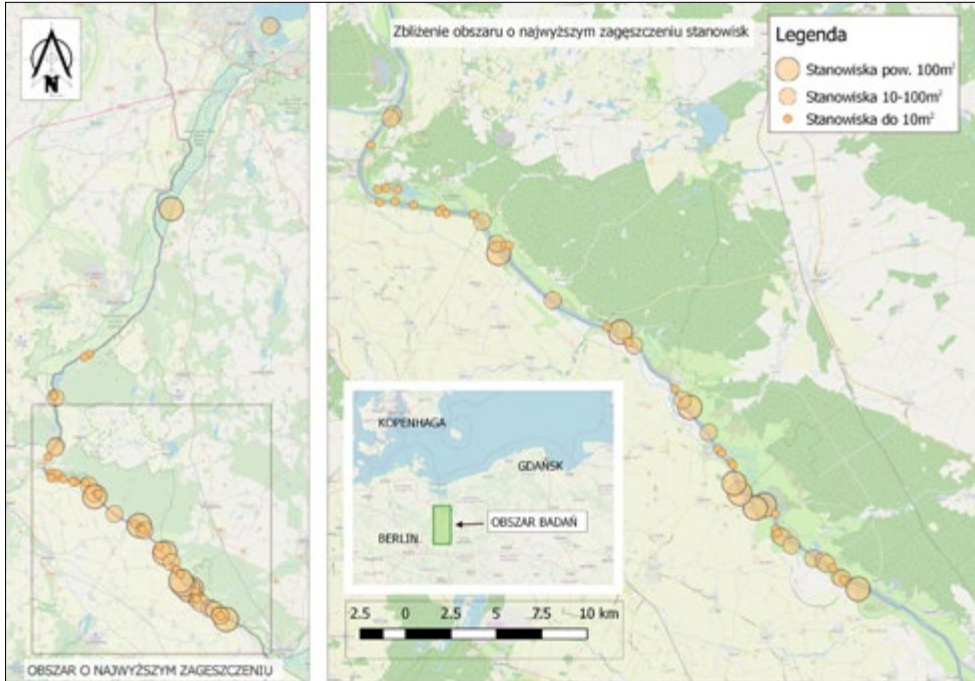 N
Zbliżenie obszaru o najwyższym zagęszczeniu stanowisk
Legenda
Stanowiska pow. 100m²
Stanowiska 10-100m²
Stanowiska do 10m²
KOPENHAGA
GDAŃSK
BERLIN
OBSZAR BADAŃ
2.5 0 2.5 5 7.5 10 km
OBSZAR O NAJWYŻSZYM ZAGĘSZCZENIU